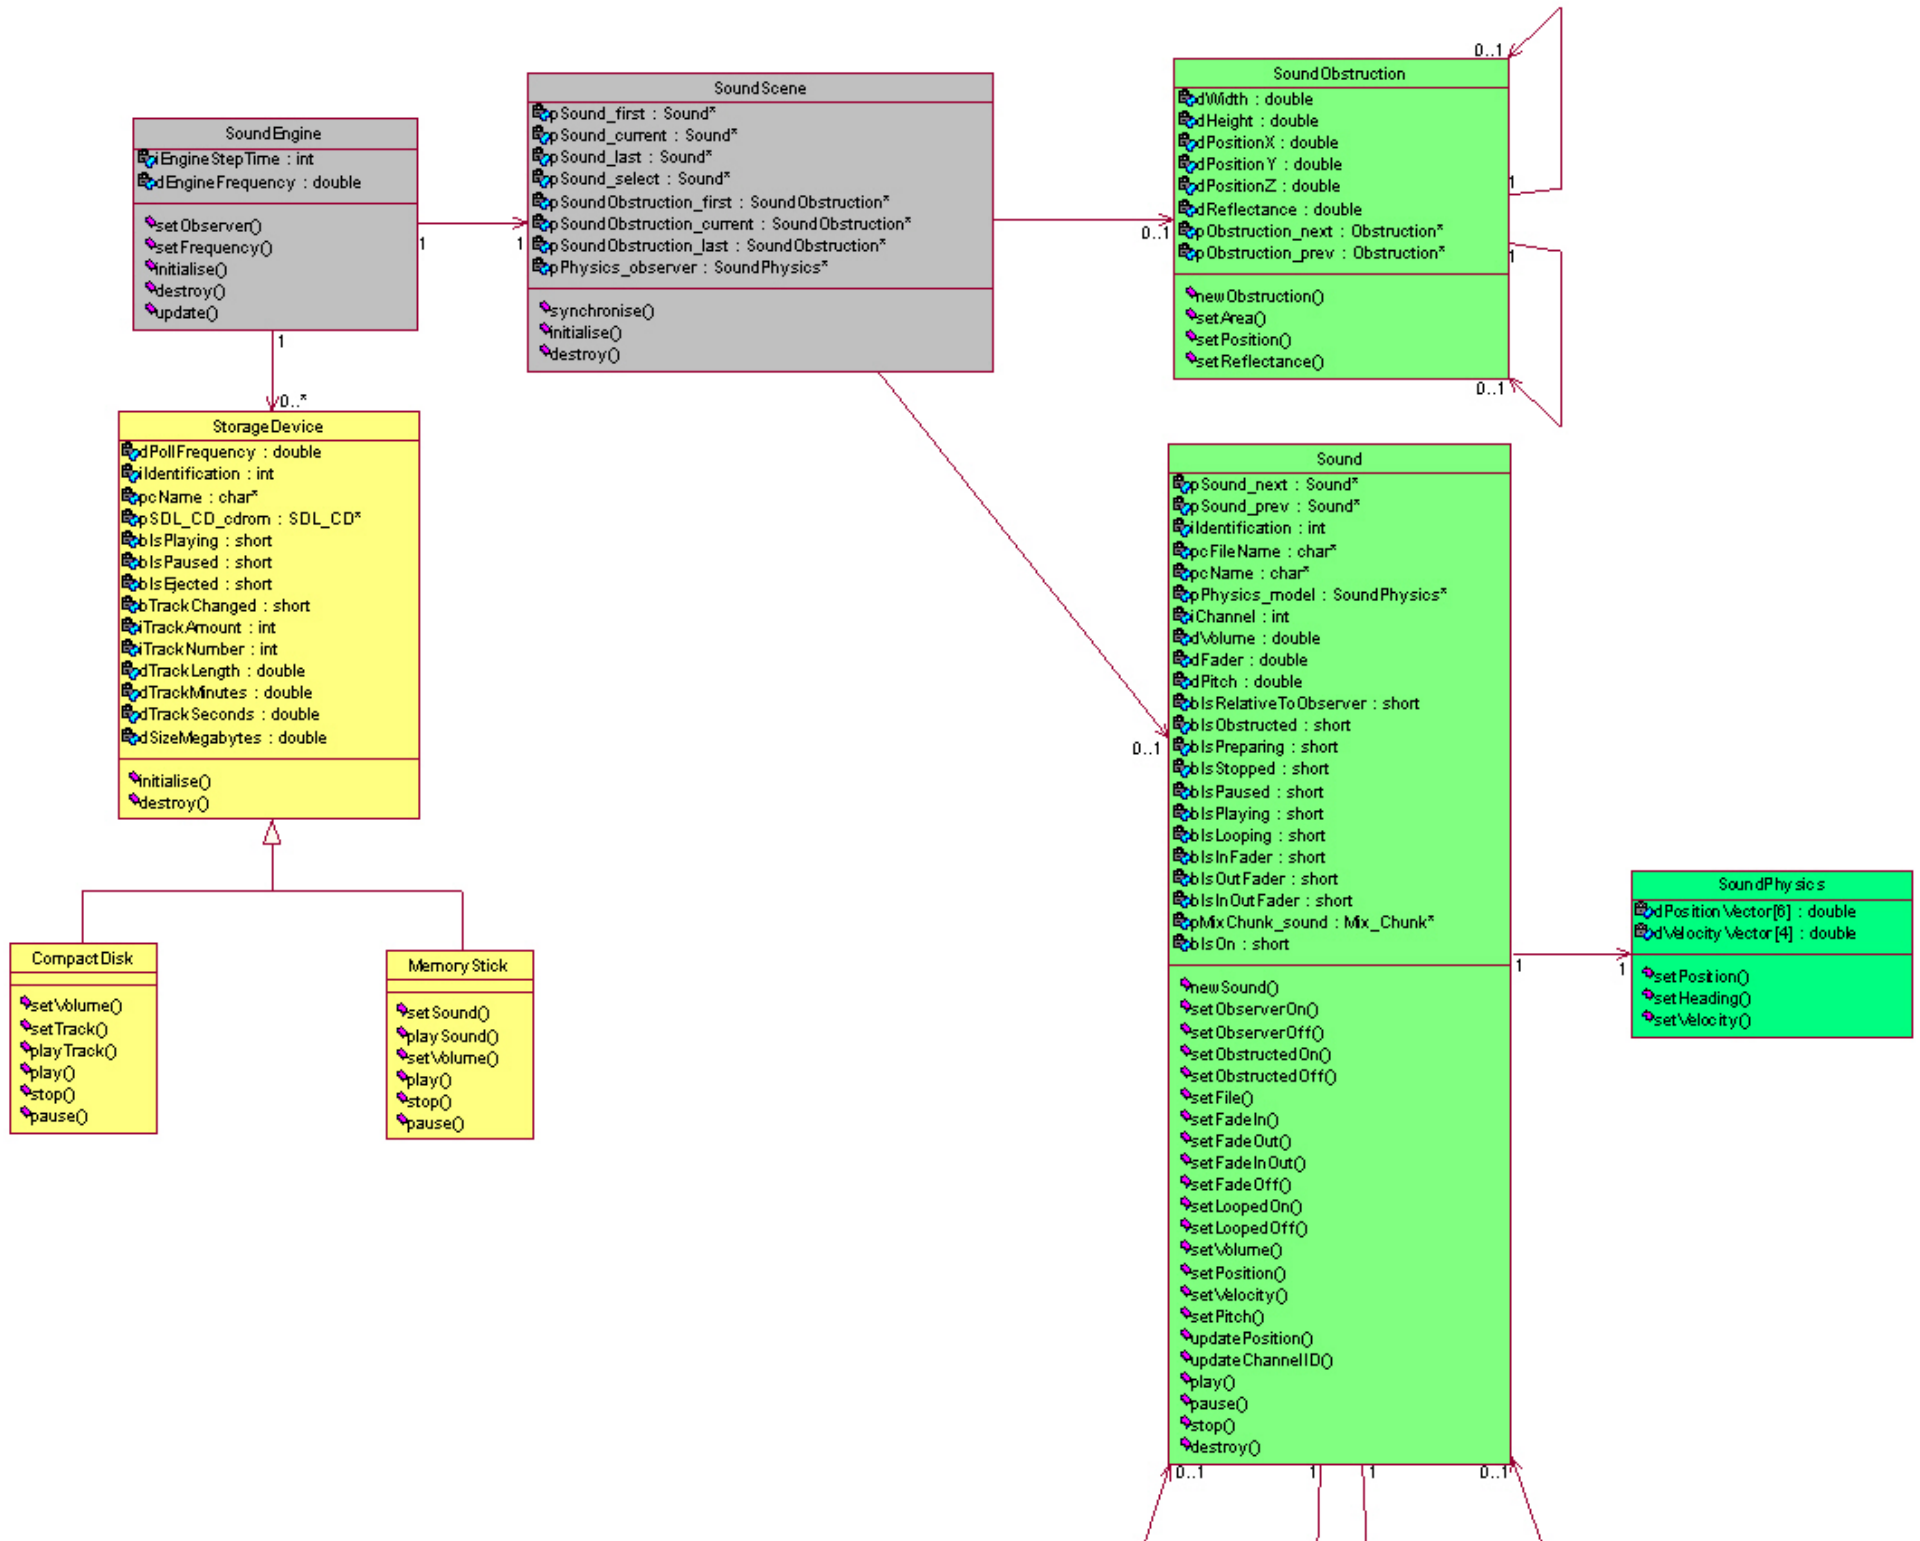 SoundEngine
iEngineStepTime : int
dEngineFrequency : double
setObserver()
setFrequency()
initialise()
destroy()
update()
1
1
1
0..*
SoundScene
pSound_first : Sound*
pSound_current : Sound*
pSound_last : Sound*
pSound_select : Sound*
pSoundObstruction_first : SoundObstruction*
pSoundObstruction_current : SoundObstruction*
pSoundObstruction_last : SoundObstruction*
pPhysics_observer : SoundPhysics*
synchronise()
initialise()
destroy()
0..1
0..1
SoundObstruction
dWidth : double
dHeight : double
dPositionX : double
dPositionY : double
dPositionZ : double
dReflectance : double
pObstruction_next : Obstruction*
pObstruction_prev : Obstruction*
newObstruction()
setArea()
setPosition()
setReflectance()
1
1
0..1
StorageDevice
dPollFrequency : double
iIdentification : int
pcName : char*
pSDL_CD_cdrom : SDL_CD*
bIsPlaying : short
bIsPaused : short
bIsEjected : short
bTrackChanged : short
iTrackAmount : int
iTrackNumber : int
dTrackLength : double
dTrackMinutes : double
dTrackSeconds : double
dSizeMegabytes : double
initialise()
destroy()
CompactDisk
setVolume()
setTrack()
playTrack()
play()
stop()
pause()
MemoryStick
setSound()
playSound()
setVolume()
play()
stop()
pause()
0..1
Sound
pSound_next : Sound*
pSound_prev : Sound*
iIdentification : int
pcFileName : char*
pcName : char*
pPhysics_model : SoundPhysics*
iChannel : int
dVolume : double
dFader : double
dPitch : double
bIsRelativeToObserver : short
bIsObstructed : short
bIsPreparing : short
bIsStopped : short
bIsPaused : short
bIsPlaying : short
bIsLooping : short
bIsInFader : short
bIsOutFader : short
bIsInOutFader : short
pMixChunk_sound : Mix_Chunk*
bIsOn : short
newSound()
setObserverOn()
setObserverOff()
setObstructedOn()
setObstructedOff()
setFile()
setFadeIn()
setFadeOut()
setFadeInOut()
setFadeOff()
setLoopedOn()
setLoopedOff()
setVolume()
setPosition()
setVelocity()
setPitch()
updatePosition()
updateChannelID()
play()
pause()
stop()
destroy()
0..1
1
1
0..1
1
1
SoundPhysics
dPositionVector[6] : double
dVelocityVector[4] : double
setPosition()
setHeading()
setVelocity()